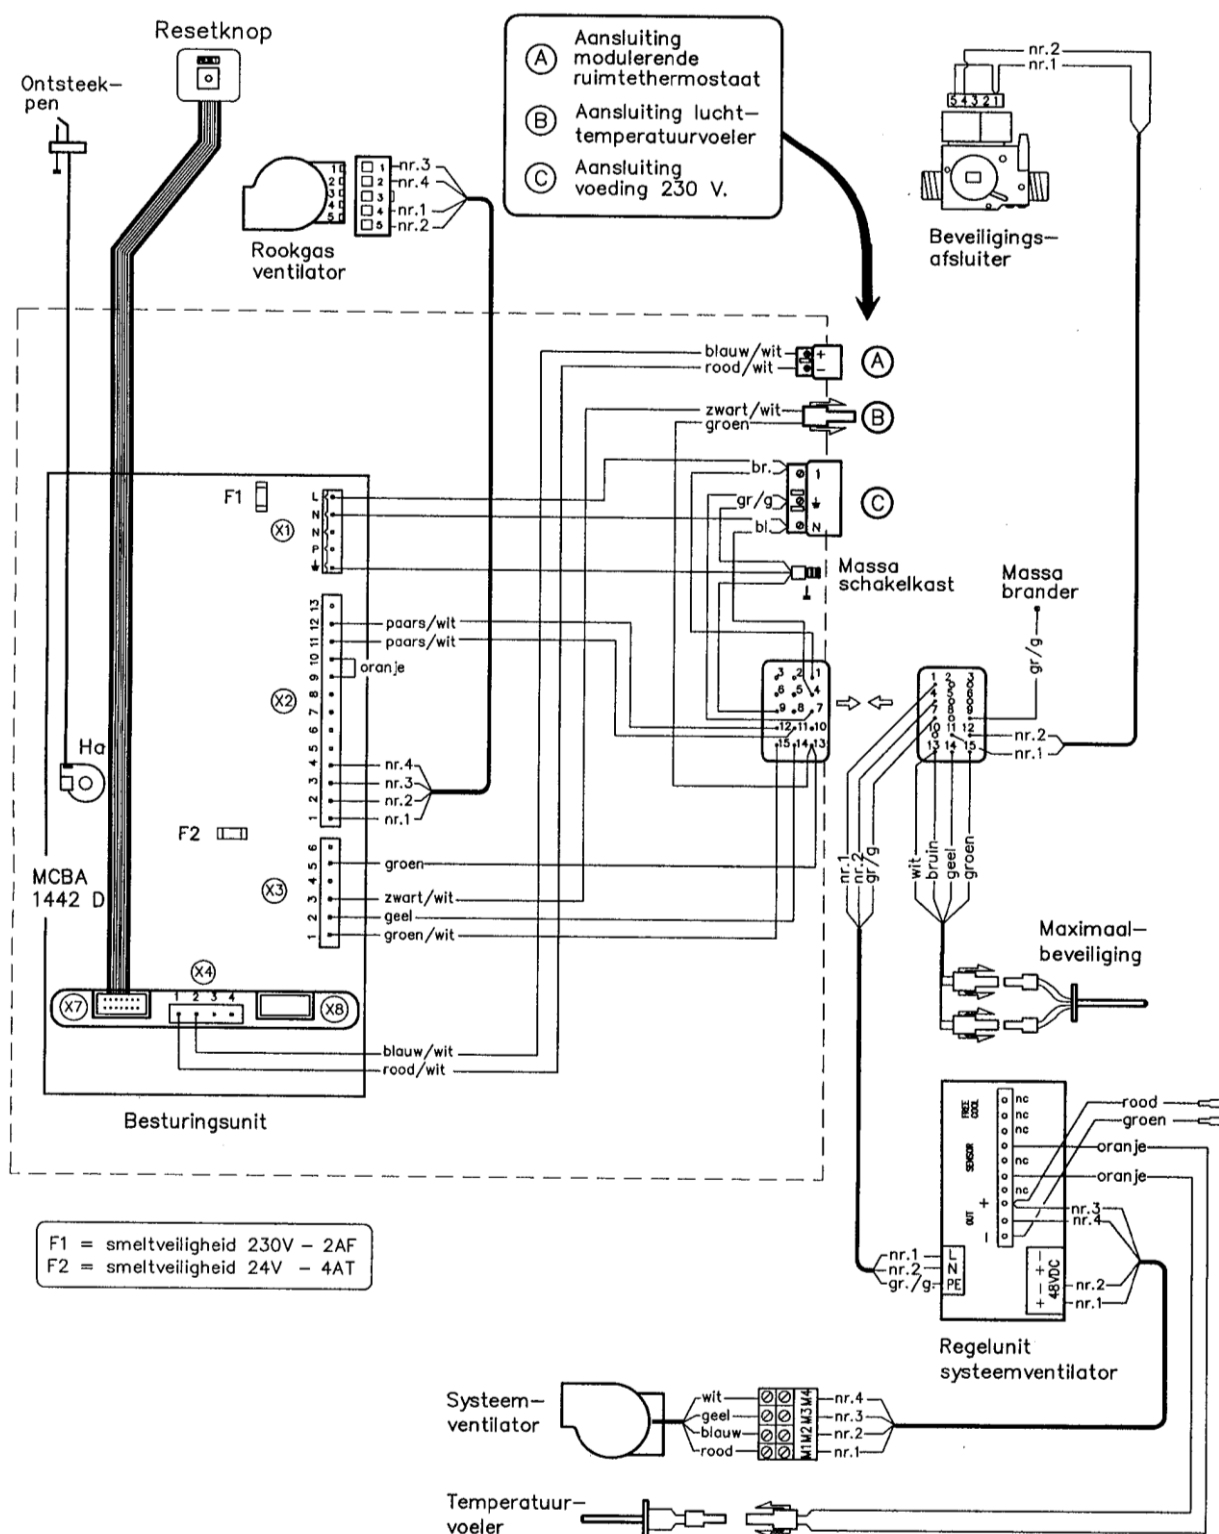 Resetknop
Ontsteek-
pen
A Aansluiting
modulerende
ruimtethermostaat
B Aansluiting lucht-
temperatuurvoeler
C Aansluiting
voeding 230 V.
nr.2
nr.1
5 4 3 2 1
Beveiligings-
afsluiter
1
2
3
4
5
1
2
3
4
5
nr.3
nr.4
nr.1
nr.2
Rookgas
ventilator
blauw/wit
rood/wit
+
-
A
zwart/wit
groen
B
br.
gr/g
bl
1
N
C
Massa
schakelkast
Massa
brander
gr/g
F1
X1
L
N
N
P
X2
13
12
11
10
9
8
7
6
5
4
3
2
1
paars/wit
paars/wit
oranje
nr.4
nr.3
nr.2
nr.1
3 2 1
6 5 4
9 8 7
12 11 10
15 14 13
1 2 3
4 5 6
7 8 9
10 11 12
13 14 15
nr.2
nr.1
Ha
F2
MCBA
1442 D
X3
6
5
4
3
2
1
groen
zwart/wit
geel
groen/wit
nr.1
nr.2
gr/g
wit
bruin
geel
groen
Maximaal-
beveiliging
X4
X7
1 2 3 4
X8
blauw/wit
rood/wit
Besturingsunit
FREE
COOL
SENSOR
OUT
+
-
nc
nc
nc
nc
nc
rood
groen
oranje
oranje
nr.3
nr.4
F1 = smeltveiligheid 230V - 2AF
F2 = smeltveiligheid 24V - 4AT
nr.1
nr.2
gr./g.
L
N
PE
+ - + -
48VDC
nr.2
nr.1
Regelunit
systeemventilator
Systeem-
ventilator
wit
geel
blauw
rood
M1 M2 M3 M4
nr.4
nr.3
nr.2
nr.1
Temperatuur-
voeler